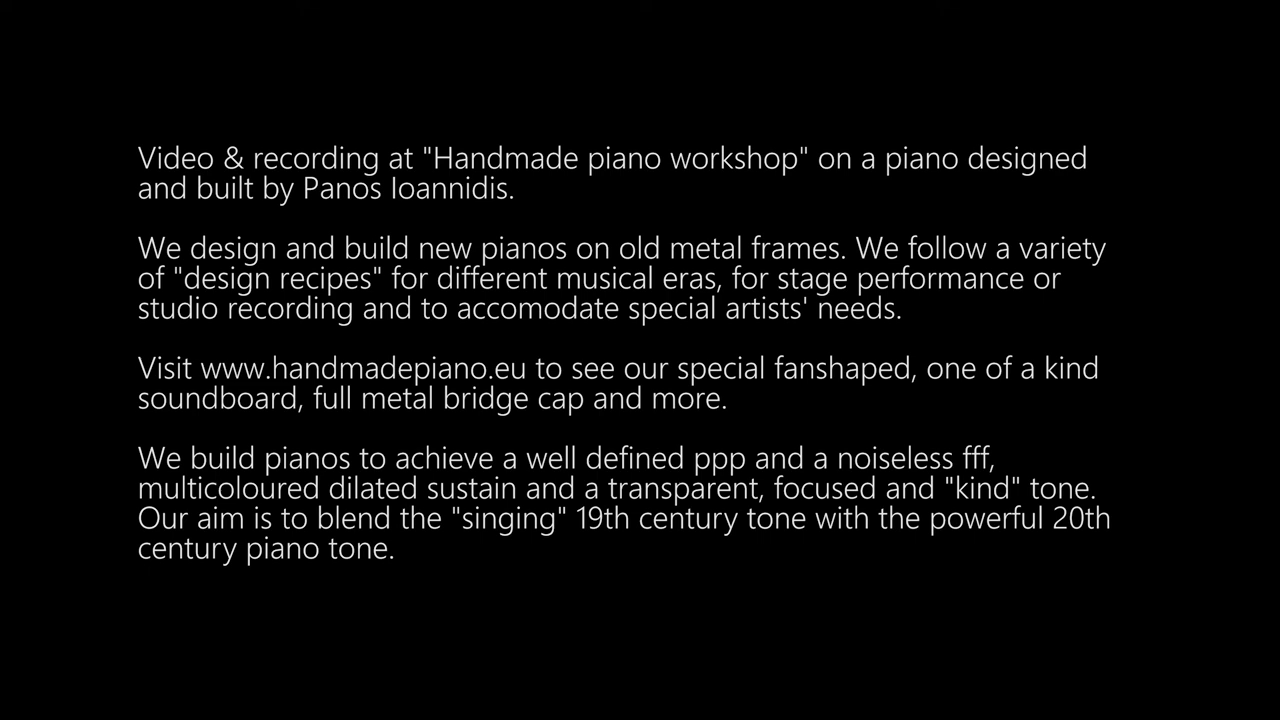 Video & recording at "Handmade piano workshop" on a piano designed
and built by Panos Ioannidis.
We design and build new pianos on old metal frames. We follow a variety
of "design recipes" for different musical eras, for stage performance or
studio recording and to accomodate special artists' needs.
Visit www.handmadepiano.eu to see our special fanshaped, one of a kind
soundboard, full metal bridge cap and more.
We build pianos to achieve a well defined ppp and a noiseless fff,
multicoloured dilated sustain and a transparent, focused and "kind" tone.
Our aim is to blend the "singing" 19th century tone with the powerful 20th
century piano tone.